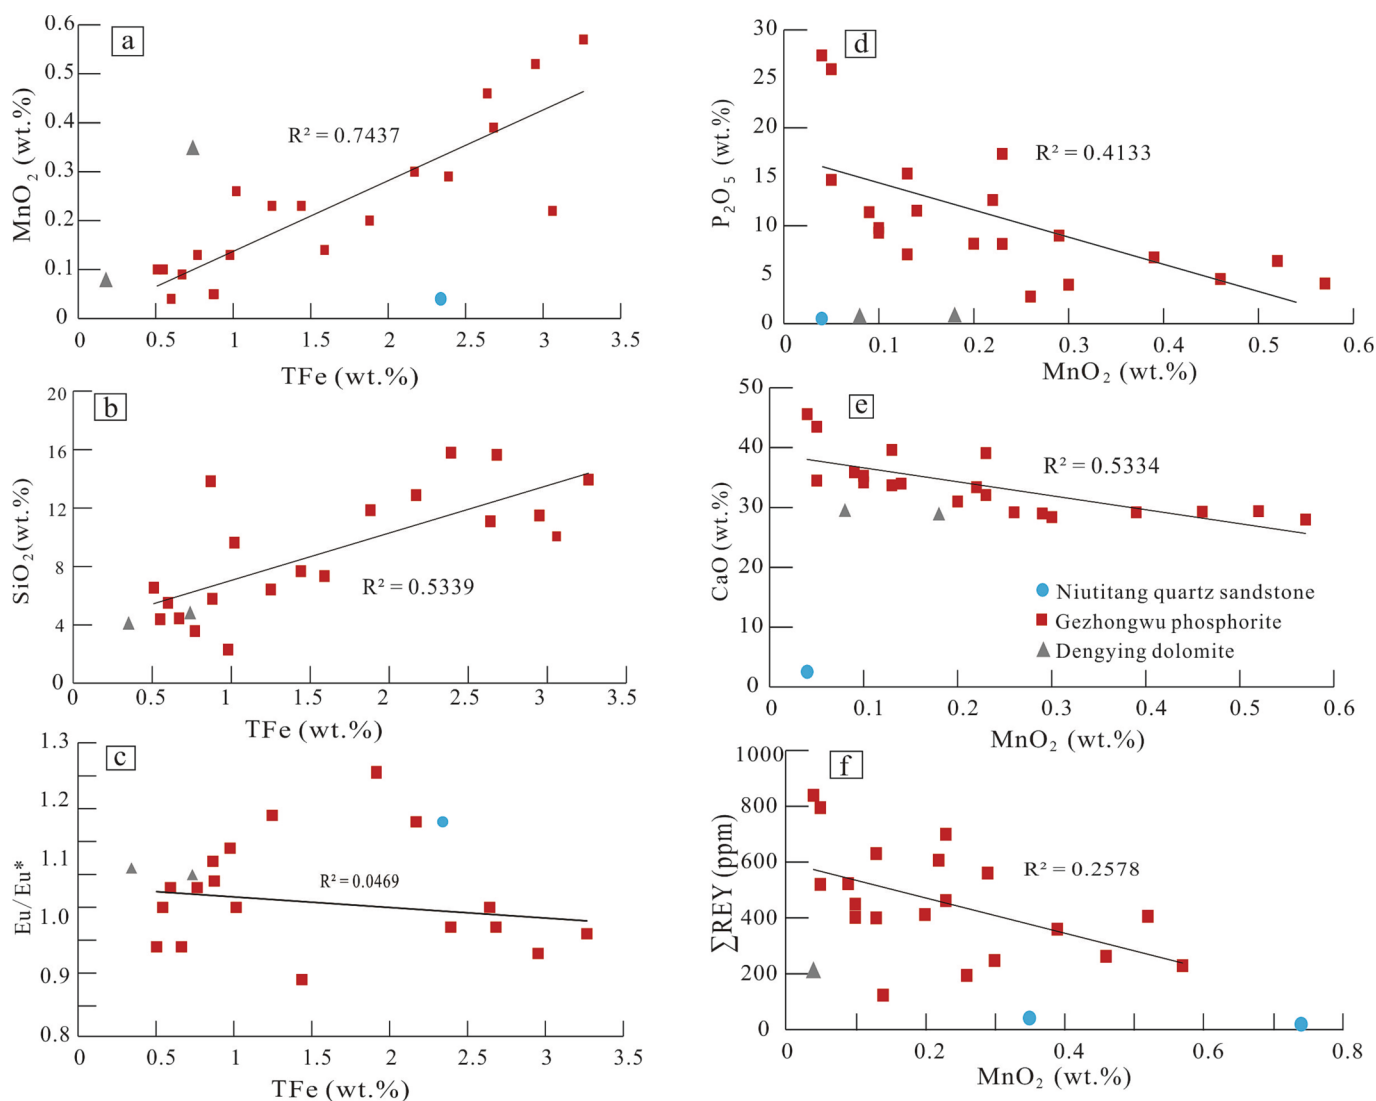 a
MnO₂ (wt.%)
0.6
0.5
0.4
0.3
0.2
0.1
0
R² = 0.7437
0.5 1 1.5 2 2.5 3 3.5
TFe (wt.%)
b
SiO₂(wt.%)
20
16
12
8
4
0
R² = 0.5339
0 0.5 1 1.5 2 2.5 3 3.5
TFe (wt.%)
c
Eu/Eu*
1.3
1.2
1.1
1.0
0.9
0.8
R² = 0.0469
0 0.5 1 1.5 2 2.5 3 3.5
TFe (wt.%)
d
P₂O₅ (wt.%)
30
25
20
15
10
5
0
R² = 0.4133
0 0.1 0.2 0.3 0.4 0.5 0.6
MnO₂ (wt.%)
e
CaO (wt.%)
50
40
30
20
10
0
R² = 0.5334
Niutitang quartz sandstone
Gezhongwu phosphorite
Dengying dolomite
0 0.1 0.2 0.3 0.4 0.5 0.6
MnO₂ (wt.%)
f
∑REY (ppm)
1000
800
600
400
200
0
R² = 0.2578
0 0.2 0.4 0.6 0.8
MnO₂ (wt.%)